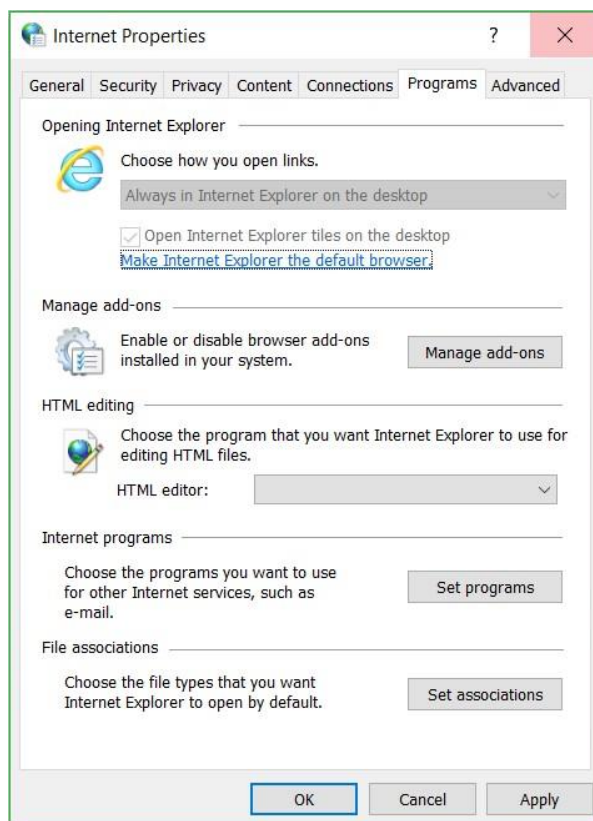 Internet Properties
?
General Security Privacy Content Connections Programs Advanced
Opening Internet Explorer
Choose how you open links.
Always in Internet Explorer on the desktop
Open Internet Explorer tiles on the desktop
Make Internet Explorer the default browser.
Manage add-ons
Enable or disable browser add-ons
installed in your system.
Manage add-ons
HTML editing
Choose the program that you want Internet Explorer to use for
editing HTML files.
HTML editor:
Internet programs
Choose the programs you want to use
for other Internet services, such as
e-mail.
Set programs
File associations
Choose the file types that you want
Internet Explorer to open by default.
Set associations
OK Cancel Apply